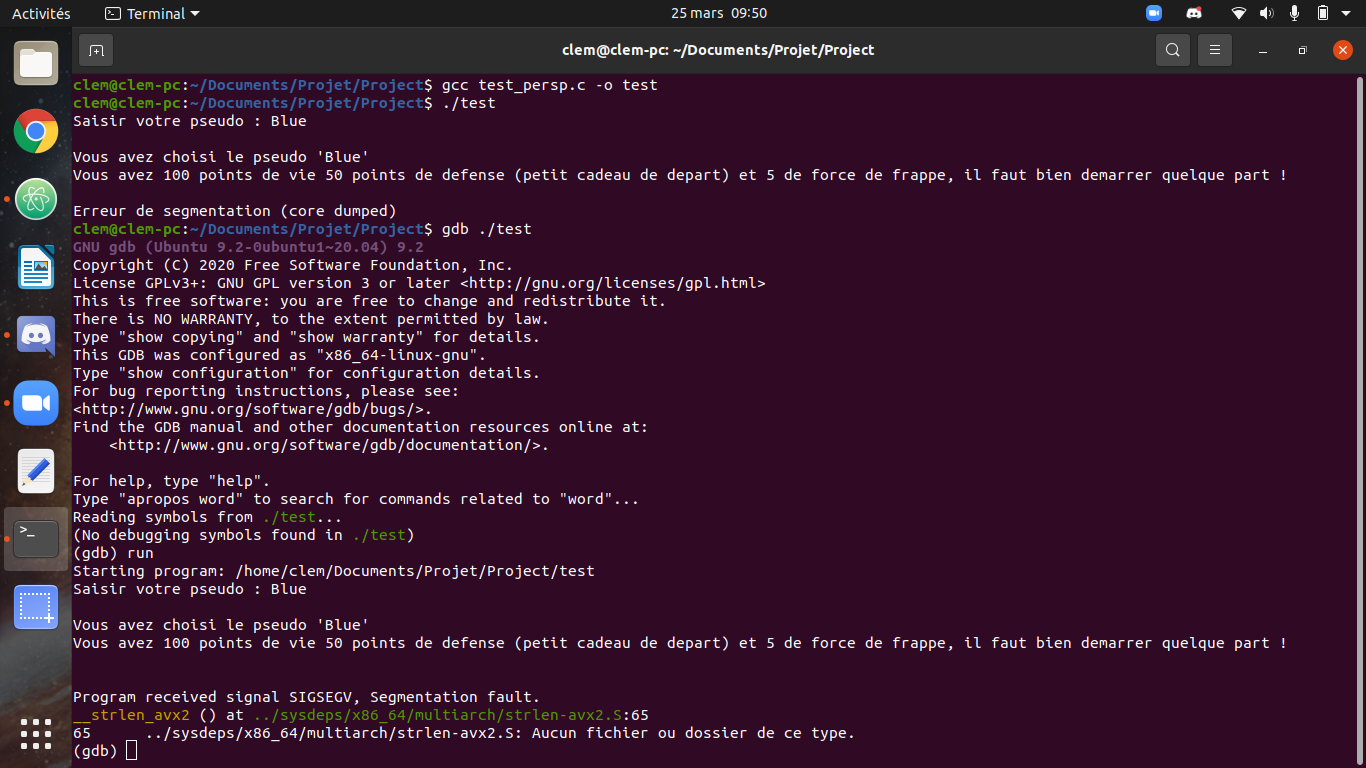 Activités
Terminal
25 mars 09:50
clem@clem-pc: ~/Documents/Projet/Project
clem@clem-pc:~/Documents/Projet/Project$ gcc test_persp.c -o test
clem@clem-pc:~/Documents/Projet/Project$ ./test
Saisir votre pseudo : Blue
Vous avez choisi le pseudo 'Blue'
Vous avez 100 points de vie 50 points de defense (petit cadeau de depart) et 5 de force de frappe, il faut bien demarrer quelque part !
Erreur de segmentation (core dumped)
clem@clem-pc:~/Documents/Projet/Project$ gdb ./test
GNU gdb (Ubuntu 9.2-0ubuntu1~20.04) 9.2
Copyright (C) 2020 Free Software Foundation, Inc.
License GPLv3+: GNU GPL version 3 or later <http://gnu.org/licenses/gpl.html>
This is free software: you are free to change and redistribute it.
There is NO WARRANTY, to the extent permitted by law.
Type "show copying" and "show warranty" for details.
This GDB was configured as "x86_64-linux-gnu".
Type "show configuration" for configuration details.
For bug reporting instructions, please see:
<http://www.gnu.org/software/gdb/bugs/>.
Find the GDB manual and other documentation resources online at:
    <http://www.gnu.org/software/gdb/documentation/>.
For help, type "help".
Type "apropos word" to search for commands related to "word"...
Reading symbols from ./test...
(No debugging symbols found in ./test)
(gdb) run
Starting program: /home/clem/Documents/Projet/Project/test
Saisir votre pseudo : Blue
Vous avez choisi le pseudo 'Blue'
Vous avez 100 points de vie 50 points de defense (petit cadeau de depart) et 5 de force de frappe, il faut bien demarrer quelque part !
Program received signal SIGSEGV, Segmentation fault.
__strlen_avx2 () at ../sysdeps/x86_64/multiarch/strlen-avx2.S:65
65      ../sysdeps/x86_64/multiarch/strlen-avx2.S: Aucun fichier ou dossier de ce type.
(gdb)